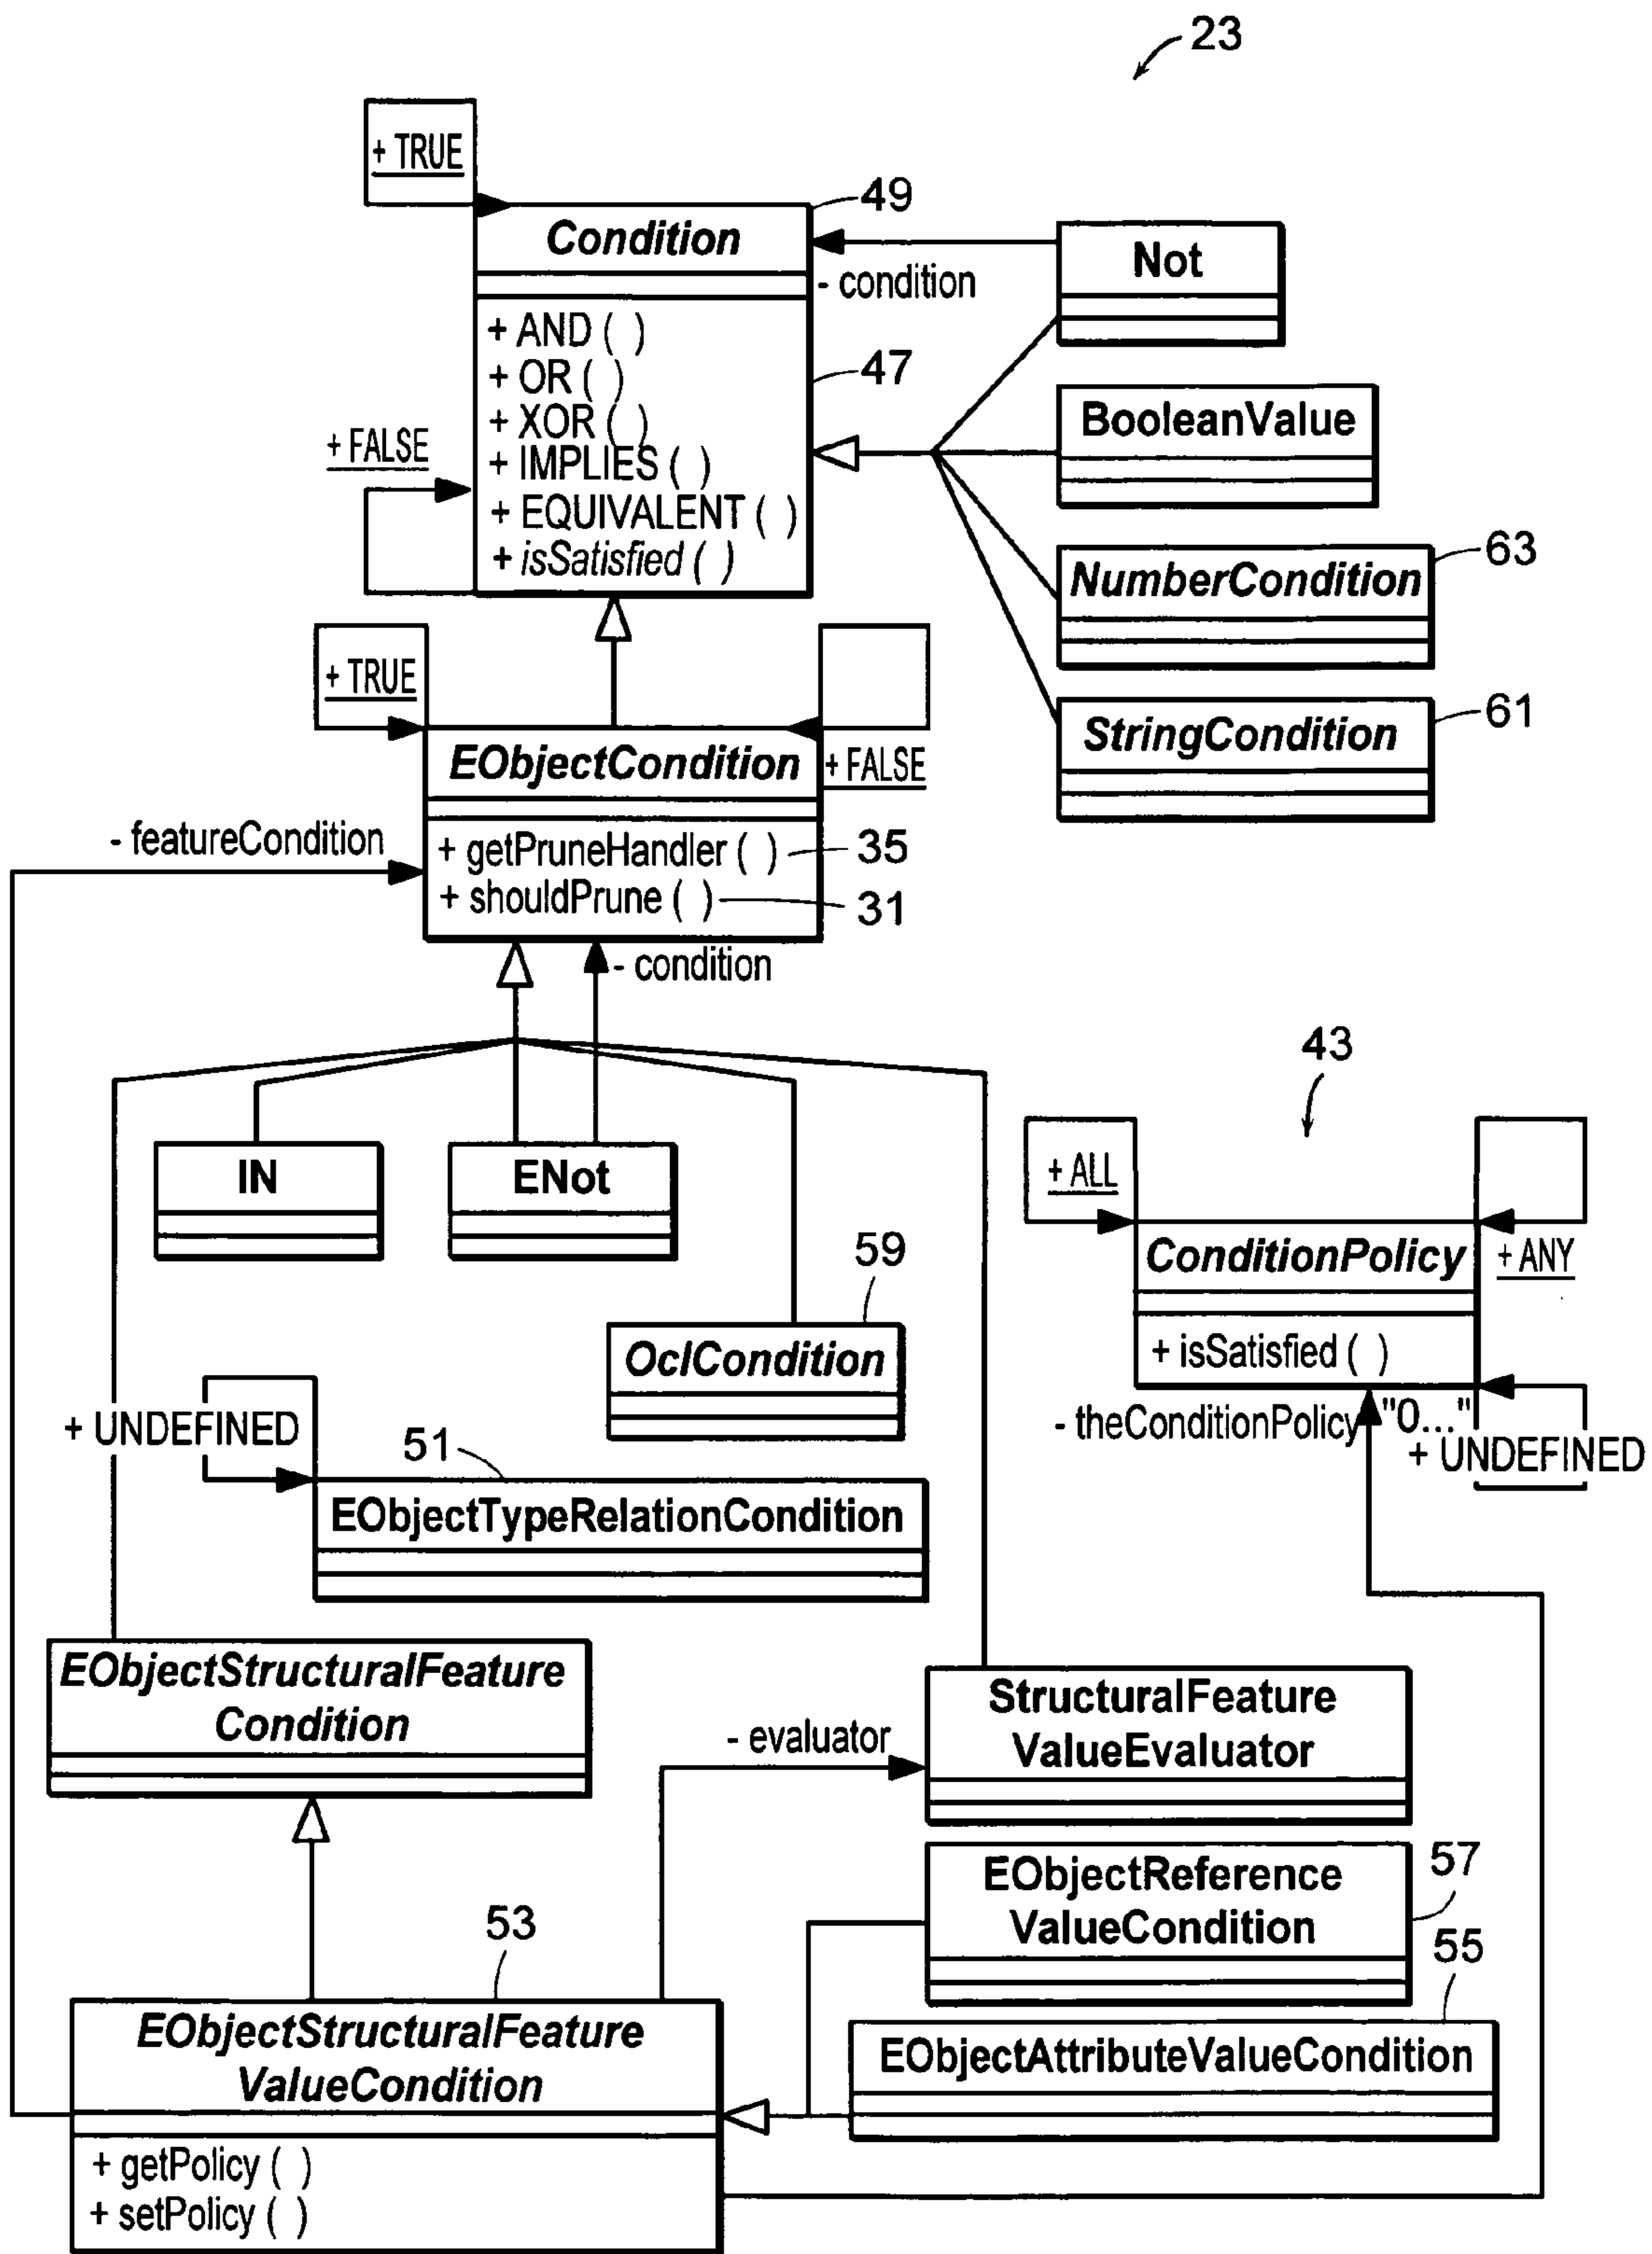 23
+ TRUE
49
Condition
Not
- condition
+ AND ( )
+ OR ( )
47
+ XOR ( )
BooleanValue
+ FALSE
+ IMPLIES ( )
+ EQUIVALENT ( )
+ isSatisfied ( )
63
NumberCondition
+ TRUE
61
StringCondition
EObjectCondition
+ FALSE
- featureCondition
+ getPruneHandler ( )
35
+ shouldPrune ( )
31
- condition
43
IN
ENot
+ ALL
ConditionPolicy
+ ANY
59
OclCondition
+ isSatisfied ( )
- theConditionPolicy
"0..."
+ UNDEFINED
+ UNDEFINED
51
EObjectTypeRelationCondition
EObjectStructuralFeature
Condition
StructuralFeature
ValueEvaluator
- evaluator
EObjectReference
ValueCondition
57
53
55
EObjectStructuralFeature
ValueCondition
EObjectAttributeValueCondition
+ getPolicy ( )
+ setPolicy ( )